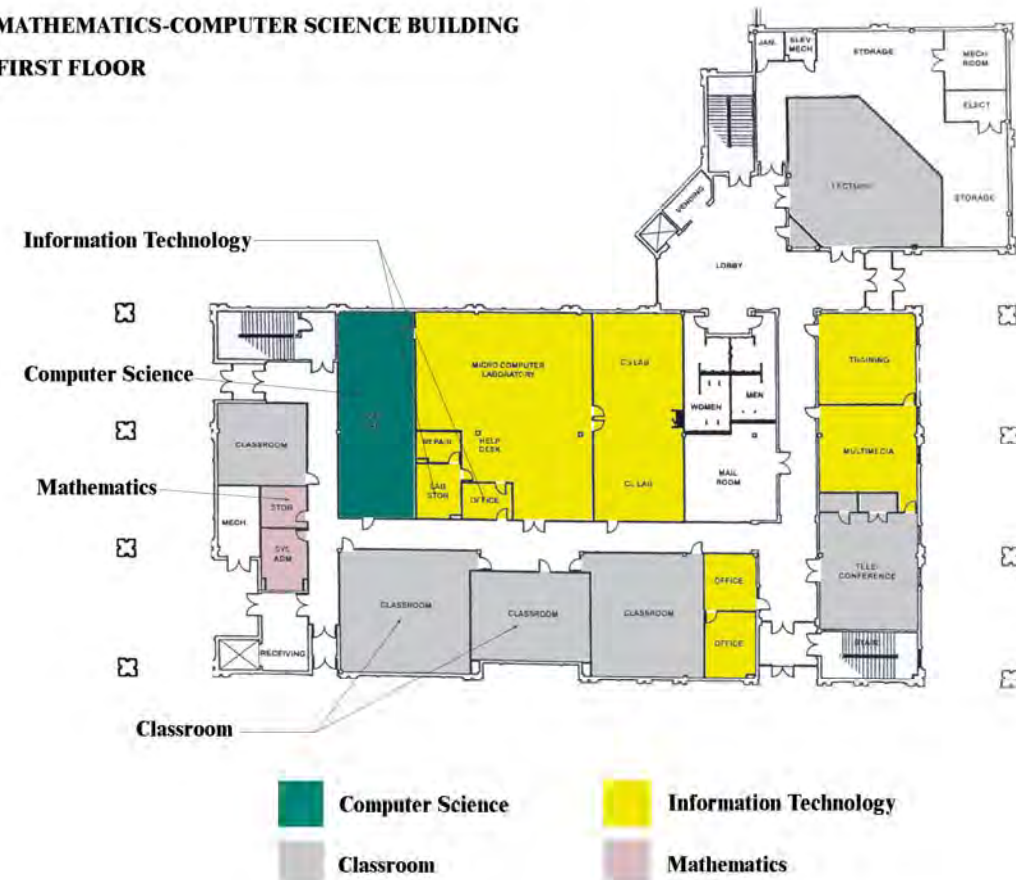 MATHEMATICS-COMPUTER SCIENCE BUILDING
FIRST FLOOR
JAN.
ELEV
MECH
STORAGE
MECH
ROOM
ELECT
LECTURE
STORAGE
VENDING
LOBBY
Information Technology
Computer Science
Mathematics
MICRO COMPUTER
LABORATORY
CS LAB
TRAINING
WOMEN
MEN
CLASSROOM
REPAIR
HELP
DESK
MULTIMEDIA
LAB
STOR
OFFICE
CL LAB
MAIL
ROOM
MECH.
STOR
SYS
ADM
TELE-
CONFERENCE
CLASSROOM
CLASSROOM
CLASSROOM
OFFICE
OFFICE
RECEIVING
STAIR
Classroom
Computer Science
Information Technology
Classroom
Mathematics